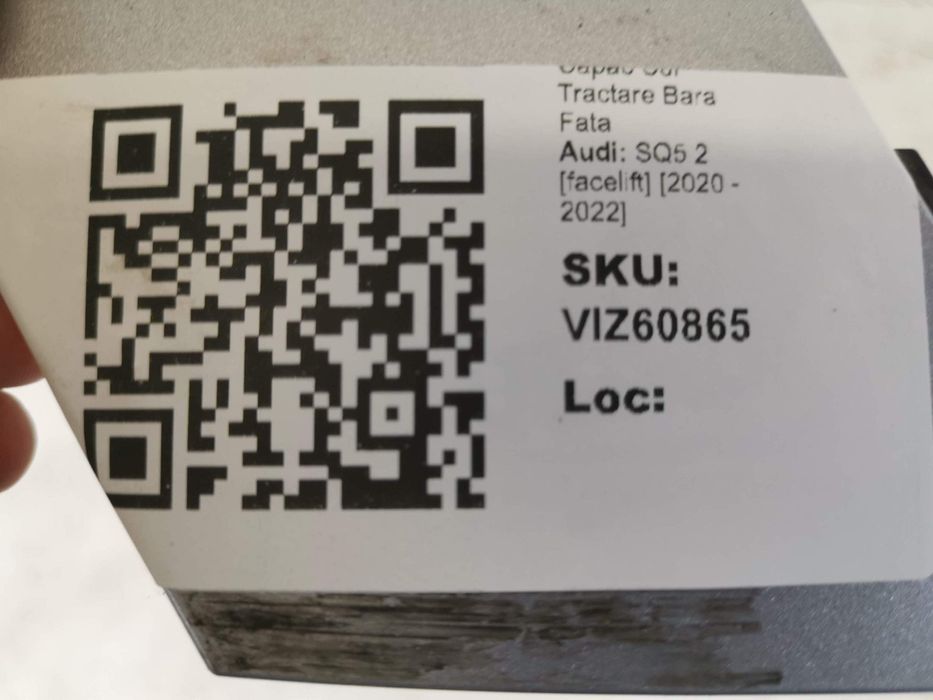 Tractare Bara
Fata
Audi: SQ5 2
[facelift] [2020 -
2022]
SKU:
VIZ60865
Loc: